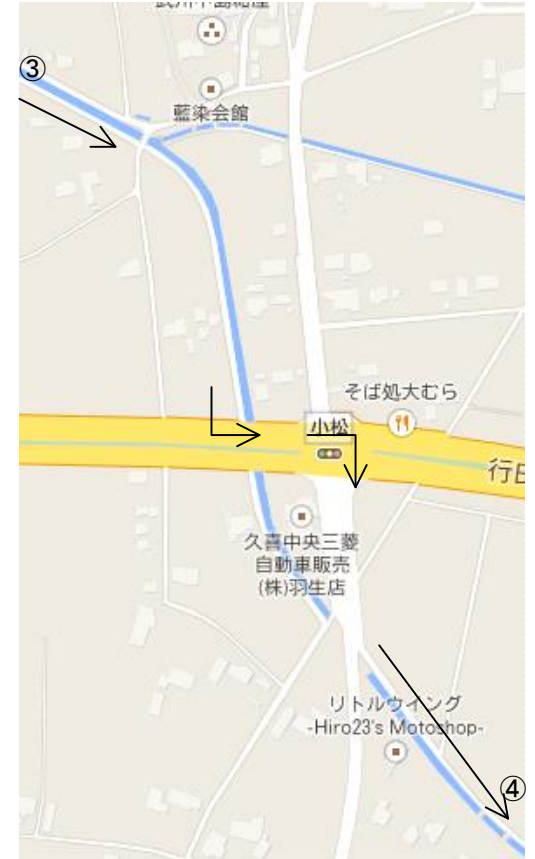 ③
藍染会館
そば処大むら
小松
行田
久喜中央三菱
自動車販売
(株)羽生店
リトルウイング
-Hiro23's Motoshop-
④